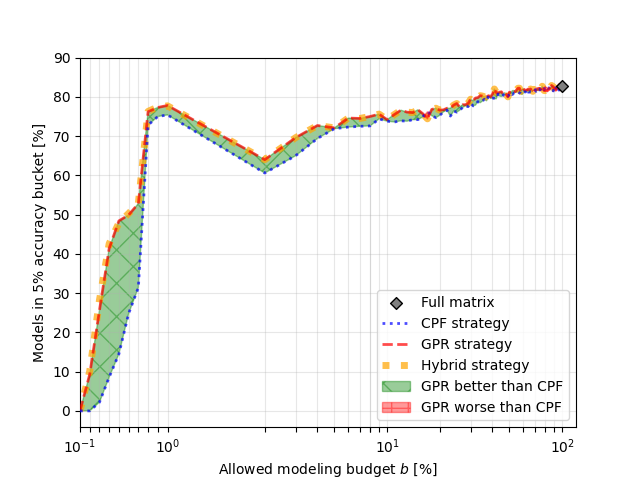 90
80
70
60
50
40
30
20
10
0
Models in 5% accuracy bucket [%]
Full matrix
CPF strategy
GPR strategy
Hybrid strategy
GPR better than CPF
GPR worse than CPF
10⁻¹ 10⁰ 10¹ 10²
Allowed modeling budget b [%]